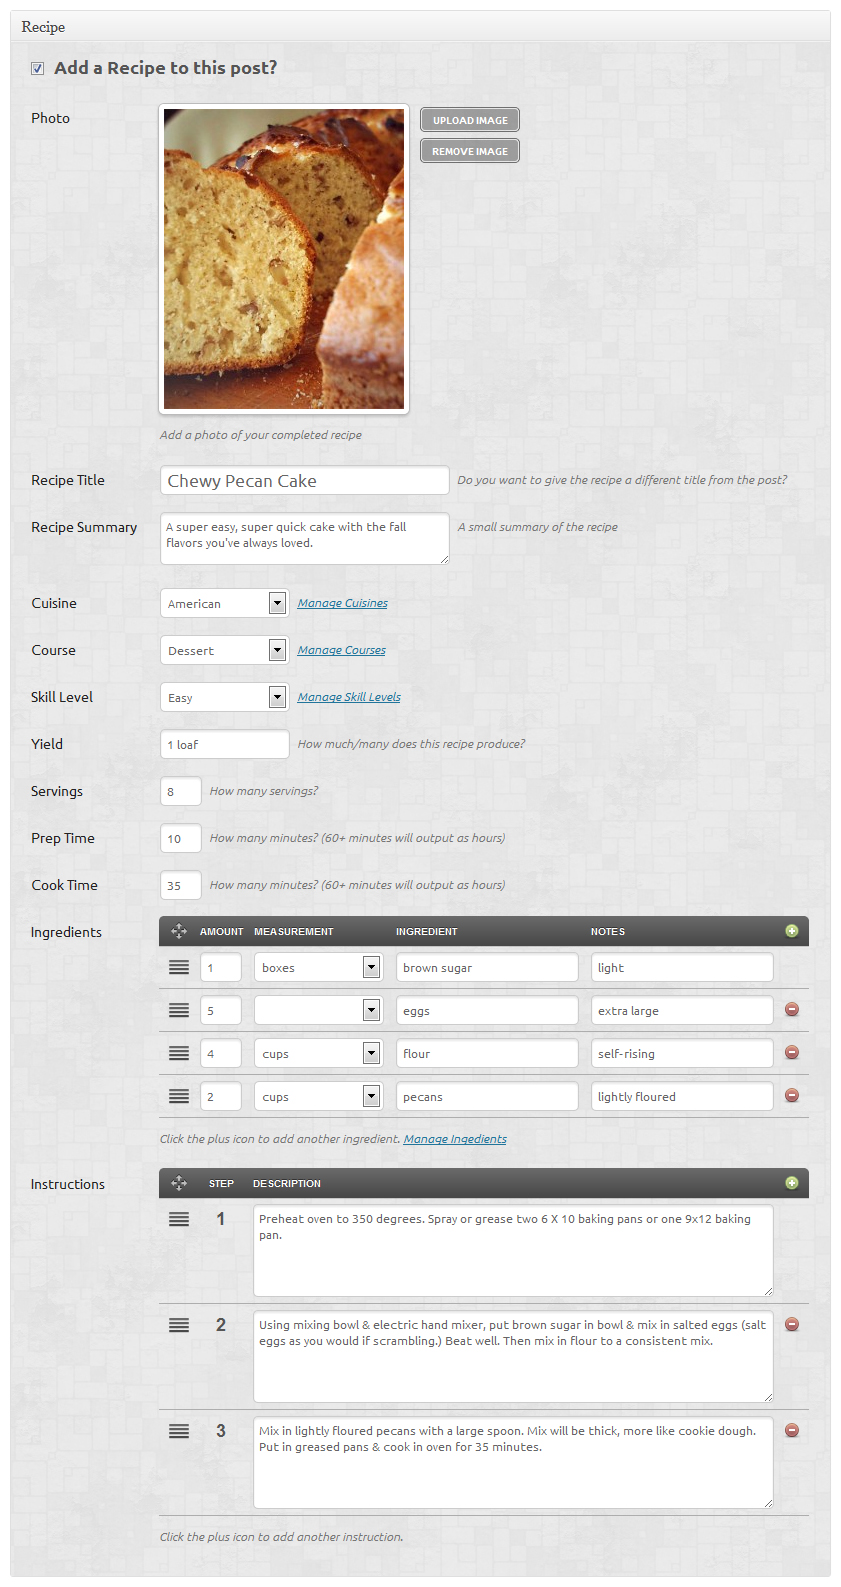 Recipe
Add a Recipe to this post?
Photo
UPLOAD IMAGE
REMOVE IMAGE
Add a photo of your completed recipe
Recipe Title Chewy Pecan Cake Do you want to give the recipe a different title from the post?
Recipe Summary A super easy, super quick cake with the fall A small summary of the recipe
flavors you've always loved.
Cuisine American Manage Cuisines
Course Dessert Manage Courses
Skill Level Easy Manage Skill Levels
Yield 1 loaf How much/many does this recipe produce?
Servings 8 How many servings?
Prep Time 10 How many minutes? (60+ minutes will output as hours)
Cook Time 35 How many minutes? (60+ minutes will output as hours)
Ingredients AMOUNT MEASUREMENT INGREDIENT NOTES
1 boxes brown sugar light
5 eggs extra large
4 cups flour self-rising
2 cups pecans lightly floured
Click the plus icon to add another ingredient. Manage Ingedients
Instructions STEP DESCRIPTION
1 Preheat oven to 350 degrees. Spray or grease two 6 X 10 baking pans or one 9x12 baking
pan.
2 Using mixing bowl & electric hand mixer, put brown sugar in bowl & mix in salted eggs (salt
eggs as you would if scrambling.) Beat well. Then mix in flour to a consistent mix.
3 Mix in lightly floured pecans with a large spoon. Mix will be thick, more like cookie dough.
Put in greased pans & cook in oven for 35 minutes.
Click the plus icon to add another instruction.